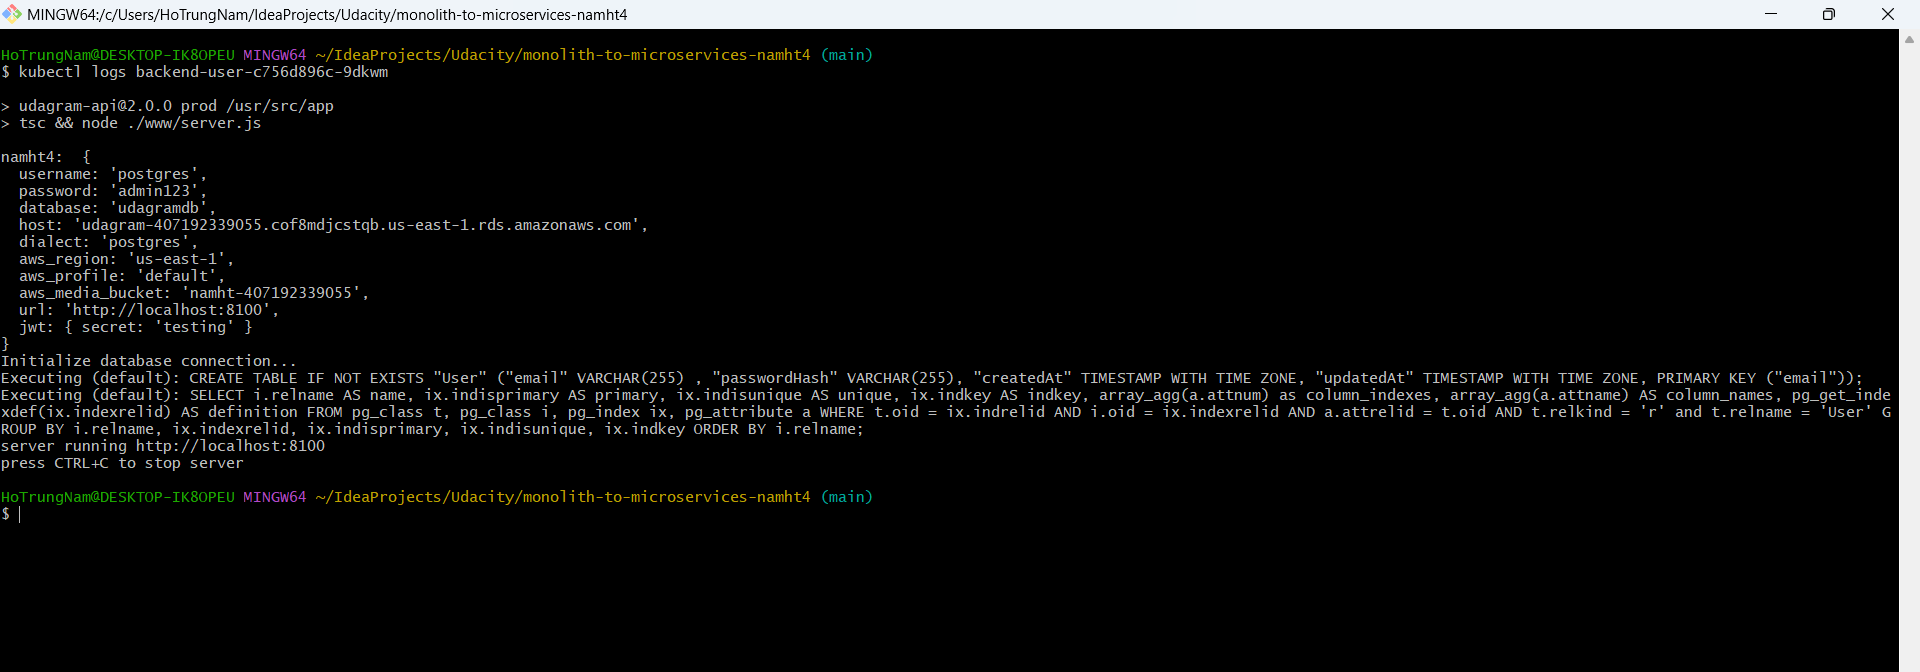 MINGW64:/c/Users/HoTrungNam/IdeaProjects/Udacity/monolith-to-microservices-namht4
HoTrungNam@DESKTOP-IK8OPEU MINGW64 ~/IdeaProjects/Udacity/monolith-to-microservices-namht4 (main)
$ kubectl logs backend-user-c756d896c-9dkwm
> udagram-api@2.0.0 prod /usr/src/app
> tsc && node ./www/server.js
namht4:  {
  username: 'postgres',
  password: 'admin123',
  database: 'udagramdb',
  host: 'udagram-407192339055.cof8mdjcstqb.us-east-1.rds.amazonaws.com',
  dialect: 'postgres',
  aws_region: 'us-east-1',
  aws_profile: 'default',
  aws_media_bucket: 'namht-407192339055',
  url: 'http://localhost:8100',
  jwt: { secret: 'testing' }
}
Initialize database connection...
Executing (default): CREATE TABLE IF NOT EXISTS "User" ("email" VARCHAR(255) , "passwordHash" VARCHAR(255), "createdAt" TIMESTAMP WITH TIME ZONE, "updatedAt" TIMESTAMP WITH TIME ZONE, PRIMARY KEY ("email"));
Executing (default): SELECT i.relname AS name, ix.indisprimary AS primary, ix.indisunique AS unique, ix.indkey AS indkey, array_agg(a.attnum) as column_indexes, array_agg(a.attname) AS column_names, pg_get_inde
xdef(ix.indexrelid) AS definition FROM pg_class t, pg_class i, pg_index ix, pg_attribute a WHERE t.oid = ix.indrelid AND i.oid = ix.indexrelid AND a.attrelid = t.oid AND t.relkind = 'r' and t.relname = 'User' G
ROUP BY i.relname, ix.indexrelid, ix.indisprimary, ix.indisunique, ix.indkey ORDER BY i.relname;
server running http://localhost:8100
press CTRL+C to stop server
HoTrungNam@DESKTOP-IK8OPEU MINGW64 ~/IdeaProjects/Udacity/monolith-to-microservices-namht4 (main)
$